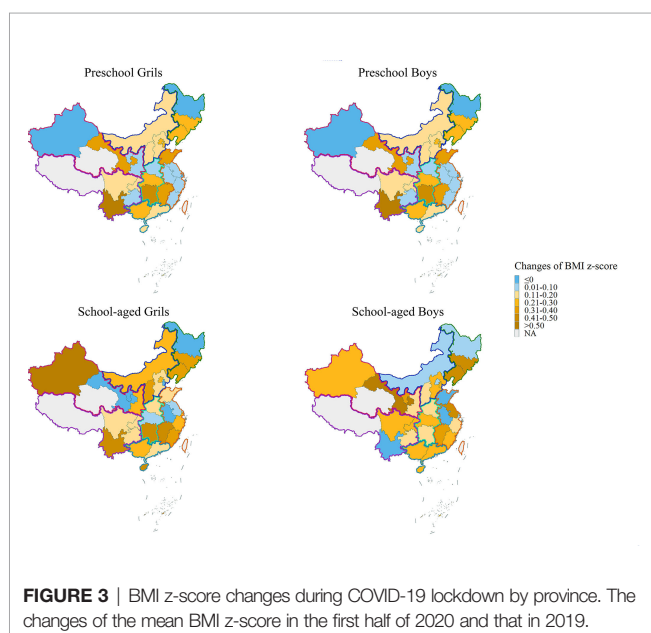 Preschool Grils
Preschool Boys
Changes of BMI z-score
≤0
0.01-0.10
0.11-0.20
0.21-0.30
0.31-0.40
0.41-0.50
>0.50
NA
School-aged Grils
School-aged Boys
FIGURE 3 | BMI z-score changes during COVID-19 lockdown by province. The
changes of the mean BMI z-score in the first half of 2020 and that in 2019.